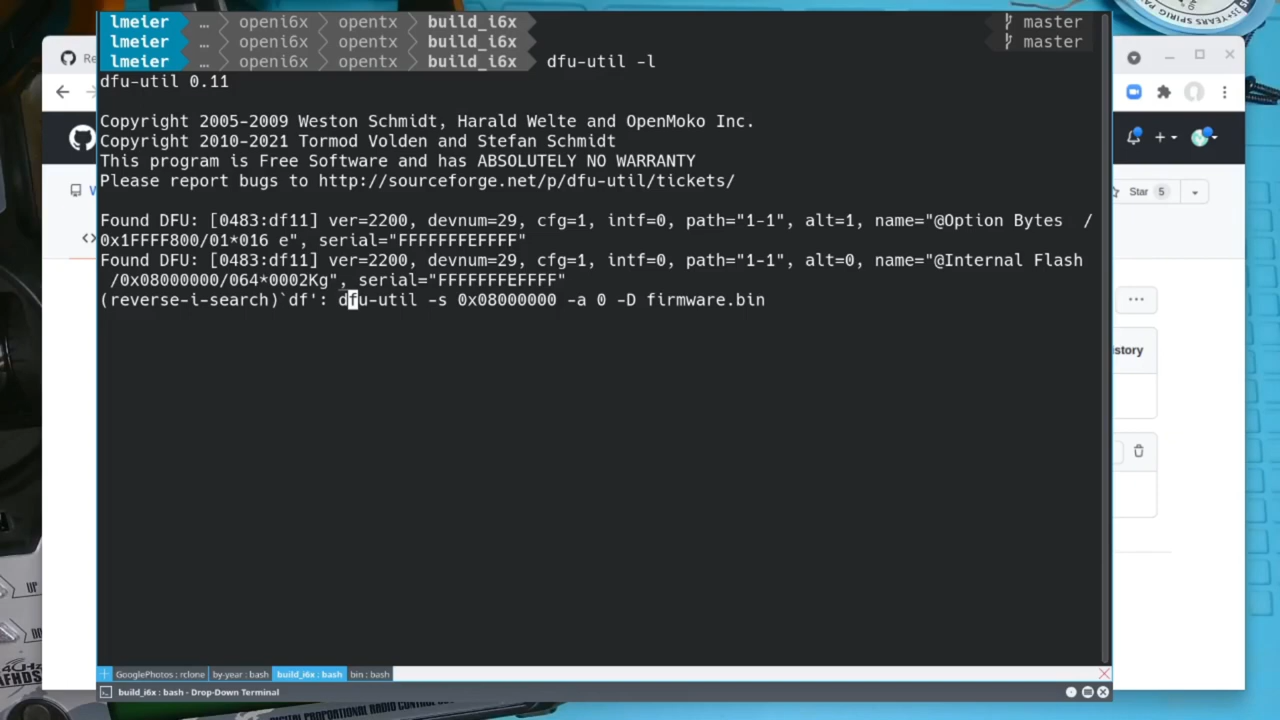 lmeier … openi6x opentx build_i6x master
lmeier … openi6x opentx build_i6x master
lmeier … openi6x opentx build_i6x dfu-util -l
dfu-util 0.11
Copyright 2005-2009 Weston Schmidt, Harald Welte and OpenMoko Inc.
Copyright 2010-2021 Tormod Volden and Stefan Schmidt
This program is Free Software and has ABSOLUTELY NO WARRANTY
Please report bugs to http://sourceforge.net/p/dfu-util/tickets/
Found DFU: [0483:df11] ver=2200, devnum=29, cfg=1, intf=0, path="1-1", alt=1, name="@Option Bytes  /
0x1FFFF800/01*016 e", serial="FFFFFFFEFFFF"
Found DFU: [0483:df11] ver=2200, devnum=29, cfg=1, intf=0, path="1-1", alt=0, name="@Internal Flash
 /0x08000000/064*0002Kg", serial="FFFFFFFEFFFF"
(reverse-i-search)`df': dfu-util -s 0x08000000 -a 0 -D firmware.bin
Star 5
istory
GooglePhotos : rclone by-year : bash build_i6x : bash bin : bash
build_i6x : bash - Drop-Down Terminal
UP
DIGITAL PROPORTIONAL RADIO CONTROL